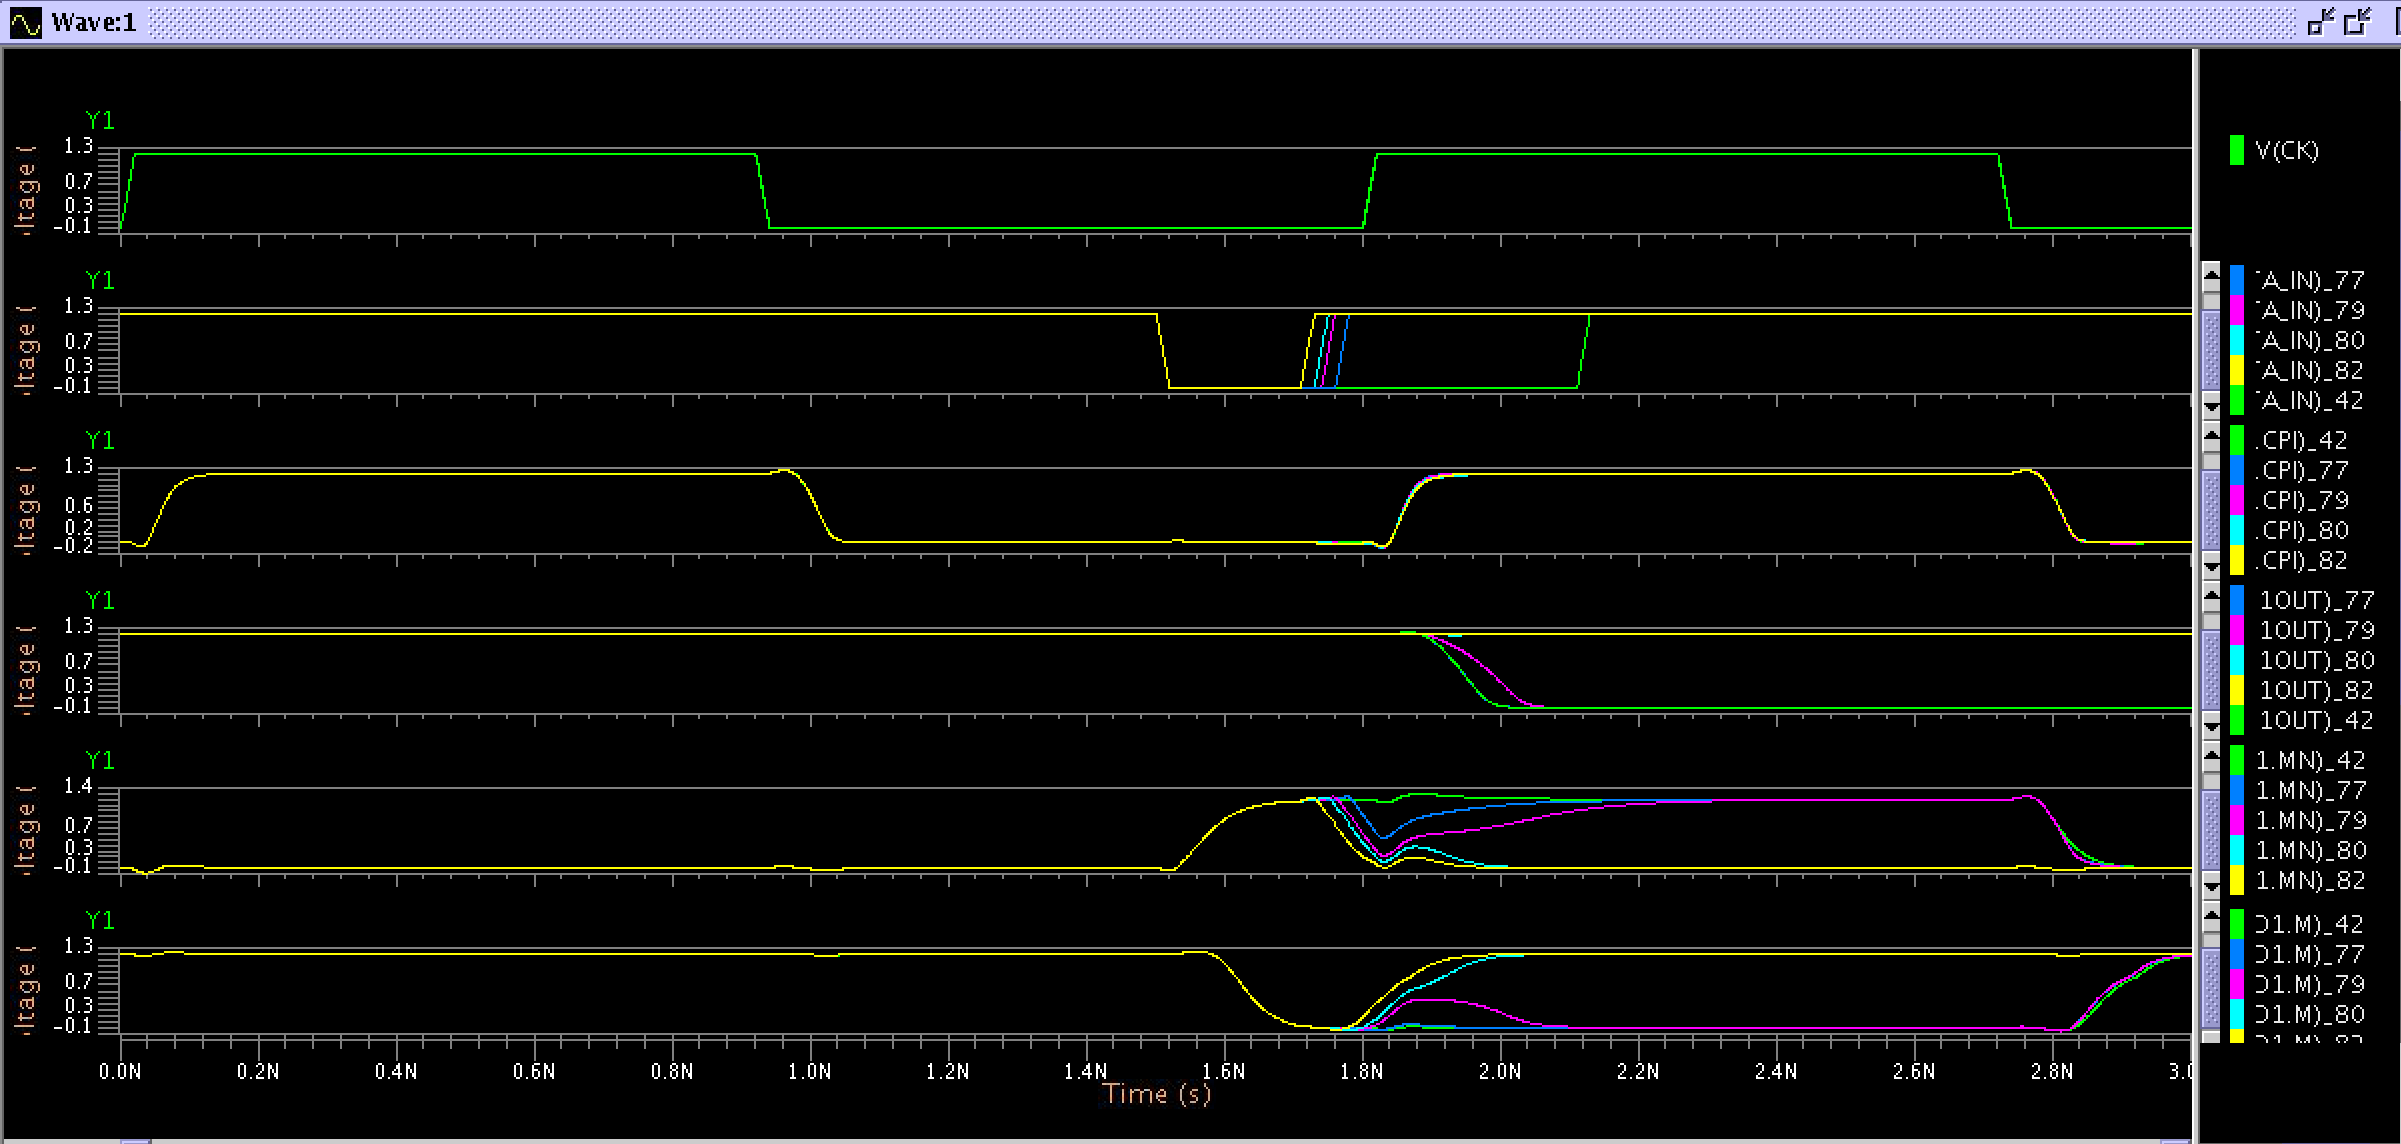 Wave:1
Y1
1.3
0.7
0.3
-0.1
V(CK)
Y1
1.3
0.7
0.3
-0.1
A_IN)_77
A_IN)_79
A_IN)_80
A_IN)_82
A_IN)_42
Y1
1.3
0.6
0.2
-0.2
.CPI)_42
.CPI)_77
.CPI)_79
.CPI)_80
.CPI)_82
Y1
1.3
0.7
0.3
-0.1
1OUT)_77
1OUT)_79
1OUT)_80
1OUT)_82
1OUT)_42
Y1
1.4
0.7
0.3
-0.1
1.MN)_42
1.MN)_77
1.MN)_79
1.MN)_80
1.MN)_82
Y1
1.3
0.7
0.3
-0.1
D1.M)_42
D1.M)_77
D1.M)_79
D1.M)_80
0.0N 0.2N 0.4N 0.6N 0.8N 1.0N 1.2N 1.4N 1.6N 1.8N 2.0N 2.2N 2.4N 2.6N 2.8N 3.0
Time (s)